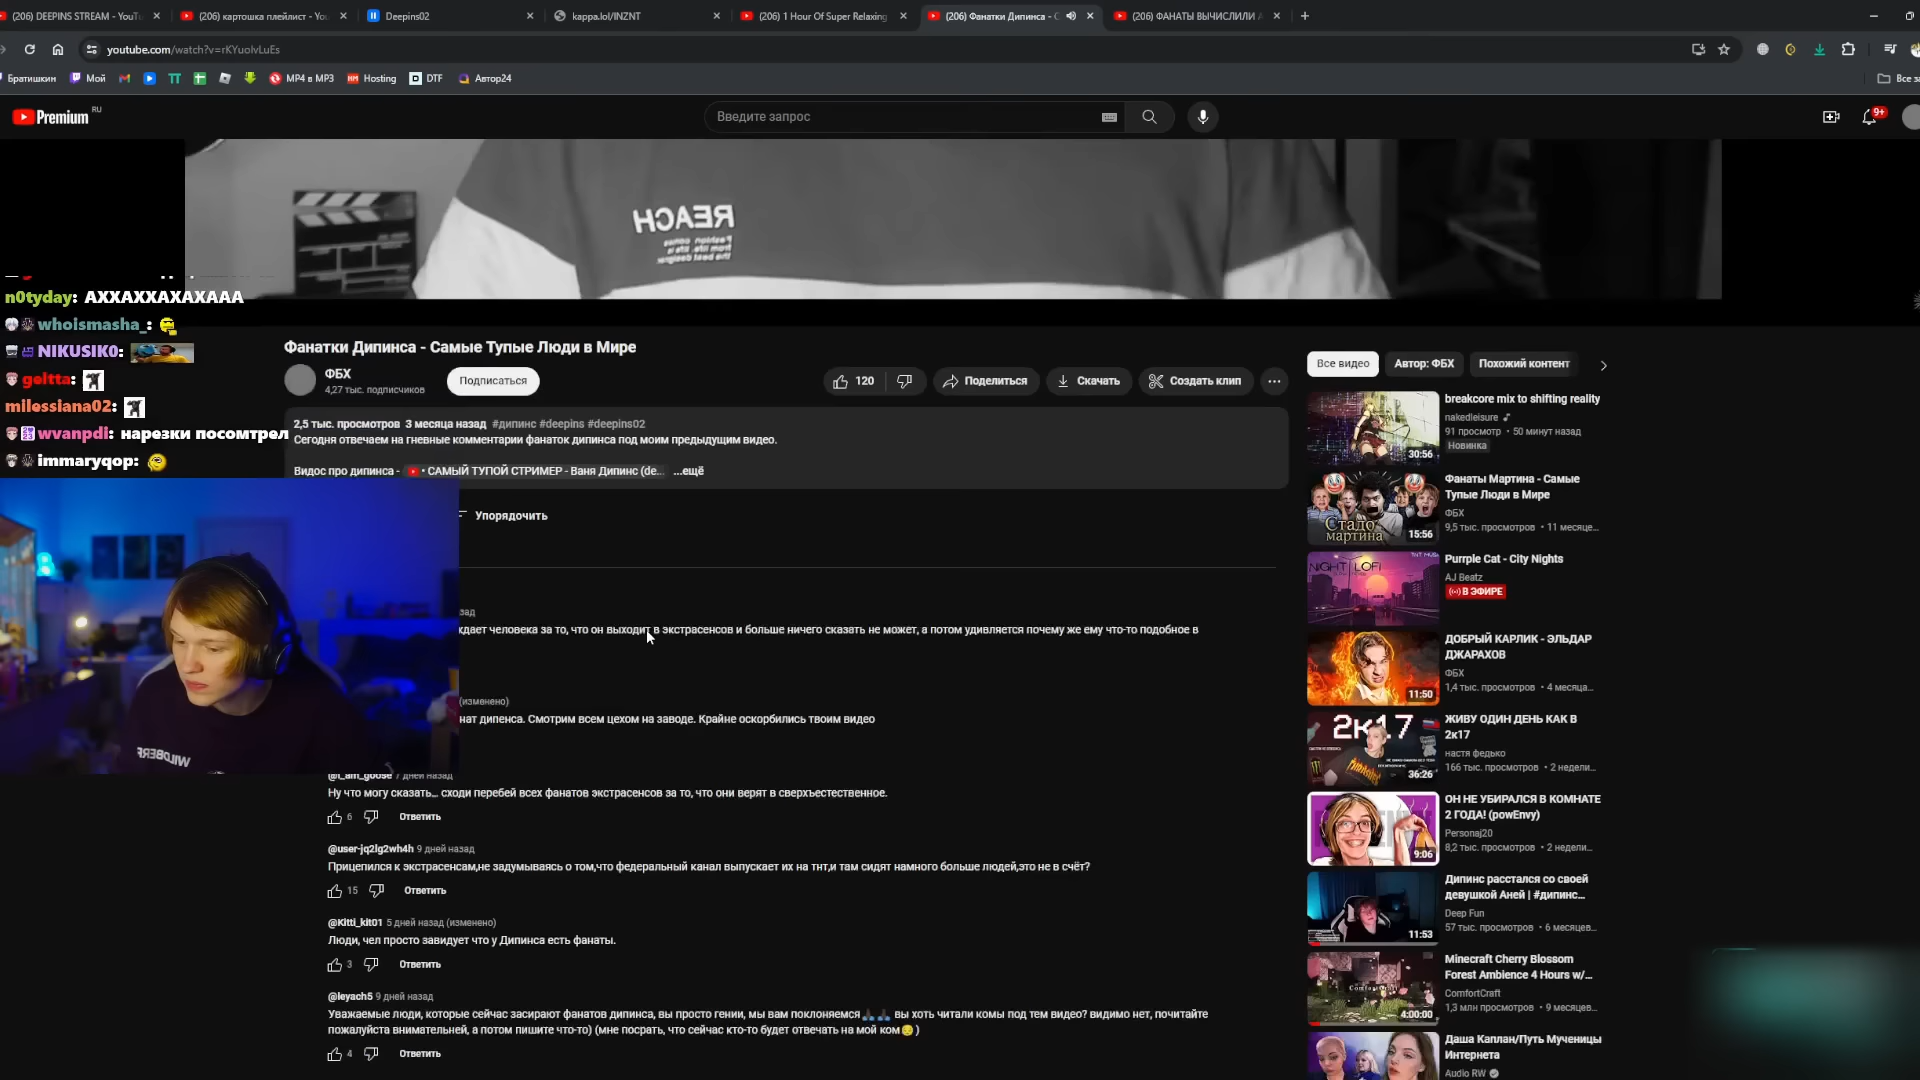 (206) DEEPINS STREAM - YouTu
(206) картошка плейлист - You
Deepins02
kappa.lol/INZNT
(206) 1 Hour Of Super Relaxing
(206) Фанатки Дипинса - С
(206) ФАНАТЫ ВЫЧИСЛИЛИ А
youtube.com/watch?v=rKYuolvLuEs
Братишкин
Мой
MP4 в MP3
Hosting
DTF
Автор24
Все за
Premium RU
Введите запрос
9+
REACH
n0tyday: АХХАХХАХАХААА
whoismasha_:
NIKUSIK0:
geltta:
milessiana02:
wvanpdi: нарезки посомтрел
immaryqop:
WILDBERR
Фанатки Дипинса - Самые Тупые Люди в Мире
ФБХ
4,27 тыс. подписчиков
Подписаться
120
Поделиться
Скачать
Создать клип
2,5 тыс. просмотров 3 месяца назад #дипинс #deepins #deepins02
Сегодня отвечаем на гневные комментарии фанаток дипинса под моим предыдущим видео.
Видос про дипинса - • САМЫЙ ТУПОЙ СТРИМЕР - Ваня Дипинс (de... ...ещё
Упорядочить
зад
ждает человека за то, что он выходит в экстрасенсов и больше ничего сказать не может, а потом удивляется почему же ему что-то подобное в
(изменено)
нат дипенса. Смотрим всем цехом на заводе. Крайне оскорбились твоим видео
@i_am_goose 7 дней назад
Ну что могу сказать... сходи перебей всех фанатов экстрасенсов за то, что они верят в сверхъестественное.
6
Ответить
@user-jq2lg2wh4h 9 дней назад
Прицепился к экстрасенсам,не задумываясь о том,что федеральный канал выпускает их на тнт,и там сидят намного больше людей,это не в счёт?
15
Ответить
@Kitti_kit01 5 дней назад (изменено)
Люди, чел просто завидует что у Дипинса есть фанаты.
3
Ответить
@leyach5 9 дней назад
Уважаемые люди, которые сейчас засирают фанатов дипинса, вы просто гении, мы вам поклоняемся🙏🏿🙏🏿 вы хоть читали комы под тем видео? видимо нет, почитайте
пожалуйста внимательней, а потом пишите что-то) (мне посрать, что сейчас кто-то будет отвечать на мой ком😔)
4
Ответить
Все видео
Автор: ФБХ
Похожий контент
breakcore mix to shifting reality
nakedleisure
91 просмотр • 50 минут назад
Новинка
30:56
Фанаты Мартина - Самые
Тупые Люди в Мире
ФБХ
9,5 тыс. просмотров • 11 месяце...
Стадо
мартина
15:56
Purrple Cat - City Nights
AJ Beatz
В ЭФИРЕ
NIGHT LOFI
ДОБРЫЙ КАРЛИК - ЭЛЬДАР
ДЖАРАХОВ
ФБХ
1,4 тыс. просмотров • 4 месяца...
11:50
ЖИВУ ОДИН ДЕНЬ КАК В
2к17
настя федько
166 тыс. просмотров • 2 недели...
2к17
36:26
ОН НЕ УБИРАЛСЯ В КОМНАТЕ
2 ГОДА! (powEnvy)
Personaj20
8,2 тыс. просмотров • 2 недели...
9:06
Дипинс расстался со своей
девушкой Аней | #дипинс...
Deep Fun
57 тыс. просмотров • 6 месяцев...
11:53
Minecraft Cherry Blossom
Forest Ambience 4 Hours w/...
ComfortCraft
1,3 млн просмотров • 9 месяцев...
4:00:00
Даша Каплан/Путь Мученицы
Интернета
Audio RW